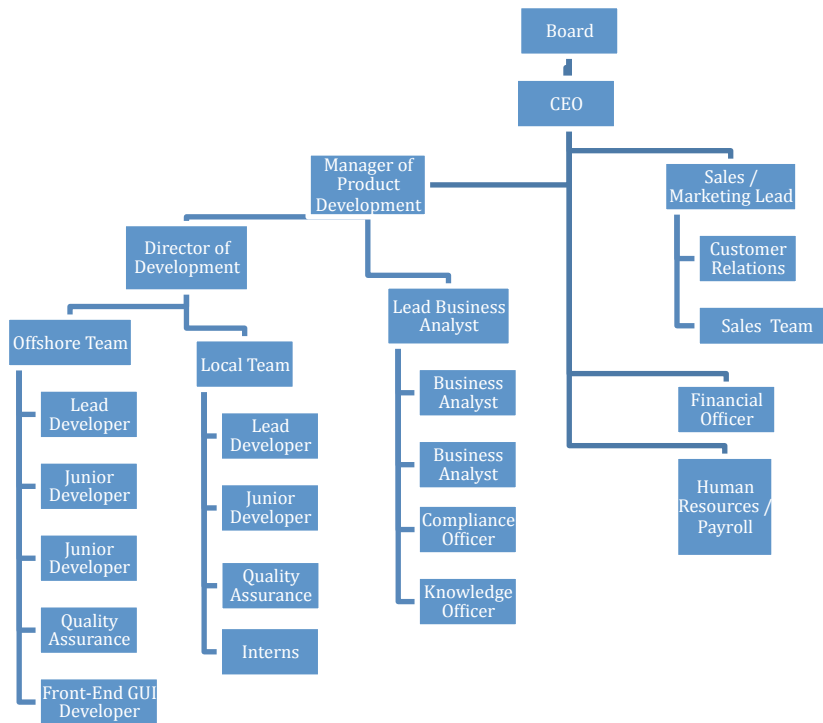 Board
CEO
Manager of
Product
Development
Sales /
Marketing Lead
Customer
Relations
Sales Team
Financial
Officer
Human
Resources /
Payroll
Director of
Development
Lead Business
Analyst
Business
Analyst
Business
Analyst
Compliance
Officer
Knowledge
Officer
Offshore Team
Lead
Developer
Junior
Developer
Junior
Developer
Quality
Assurance
Front-End GUI
Developer
Local Team
Lead
Developer
Junior
Developer
Quality
Assurance
Interns